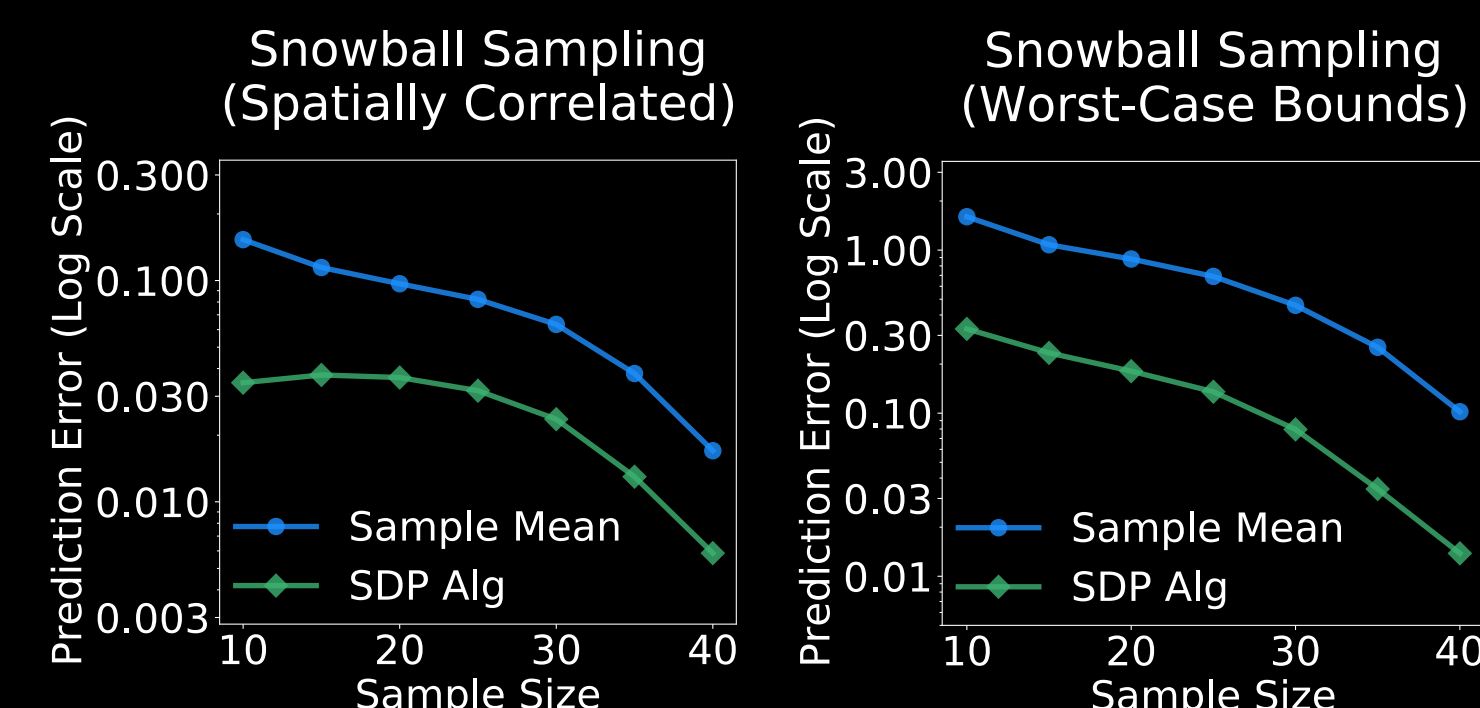 Snowball Sampling
(Spatially Correlated)
Prediction Error (Log Scale)
0.300
0.100
0.030
0.010
0.003
Sample Mean
SDP Alg
10 20 30 40
Sample Size
Snowball Sampling
(Worst-Case Bounds)
Prediction Error (Log Scale)
3.00
1.00
0.30
0.10
0.03
0.01
Sample Mean
SDP Alg
10 20 30 40
Sample Size